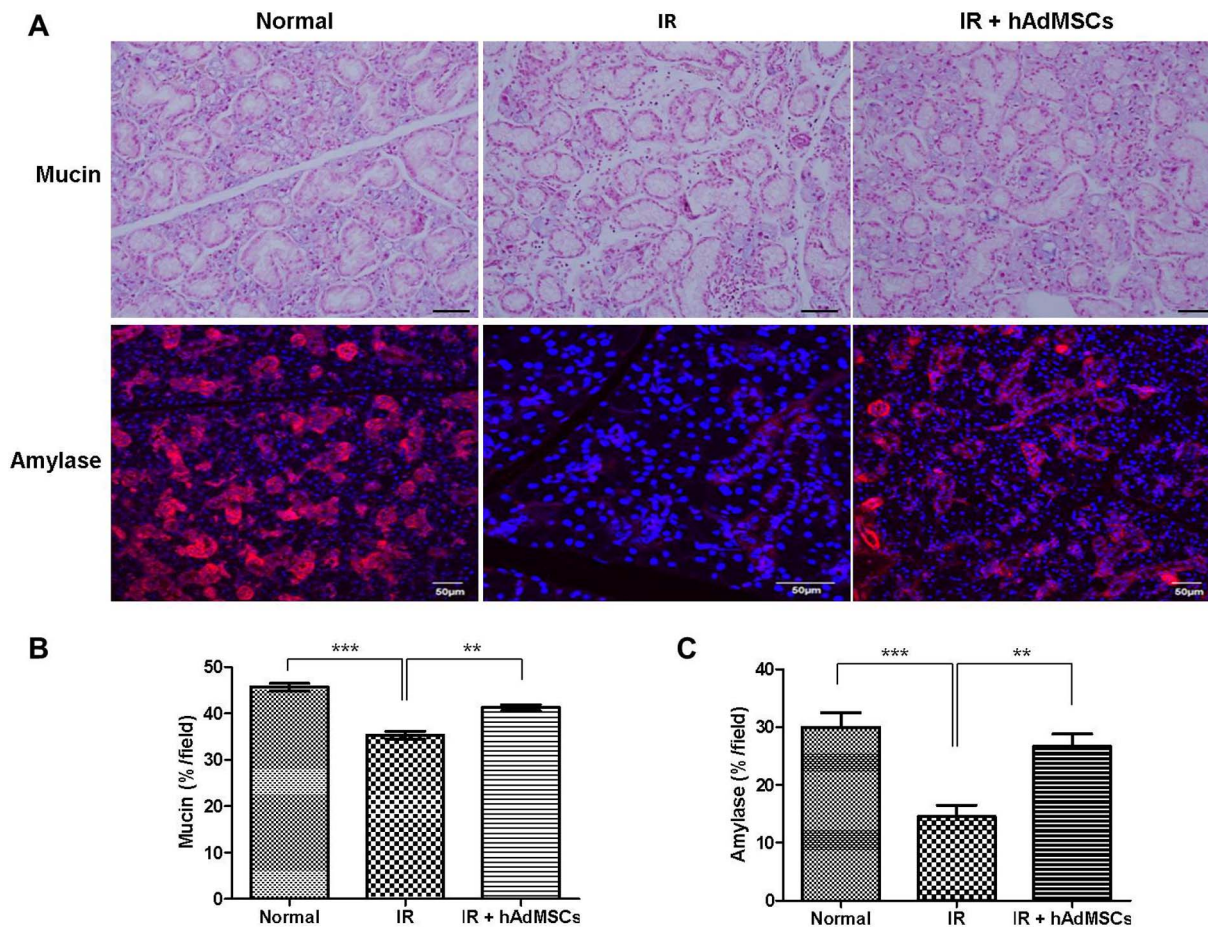 A
Normal
IR
IR + hAdMSCs
Mucin
Amylase
50μm
50μm
50μm
B
*** **
50
40
30
20
10
0
Mucin (% /field)
Normal
IR
IR + hAdMSCs
C
*** **
40
30
20
10
0
Amylase (% /field)
Normal
IR
IR + hAdMSCs